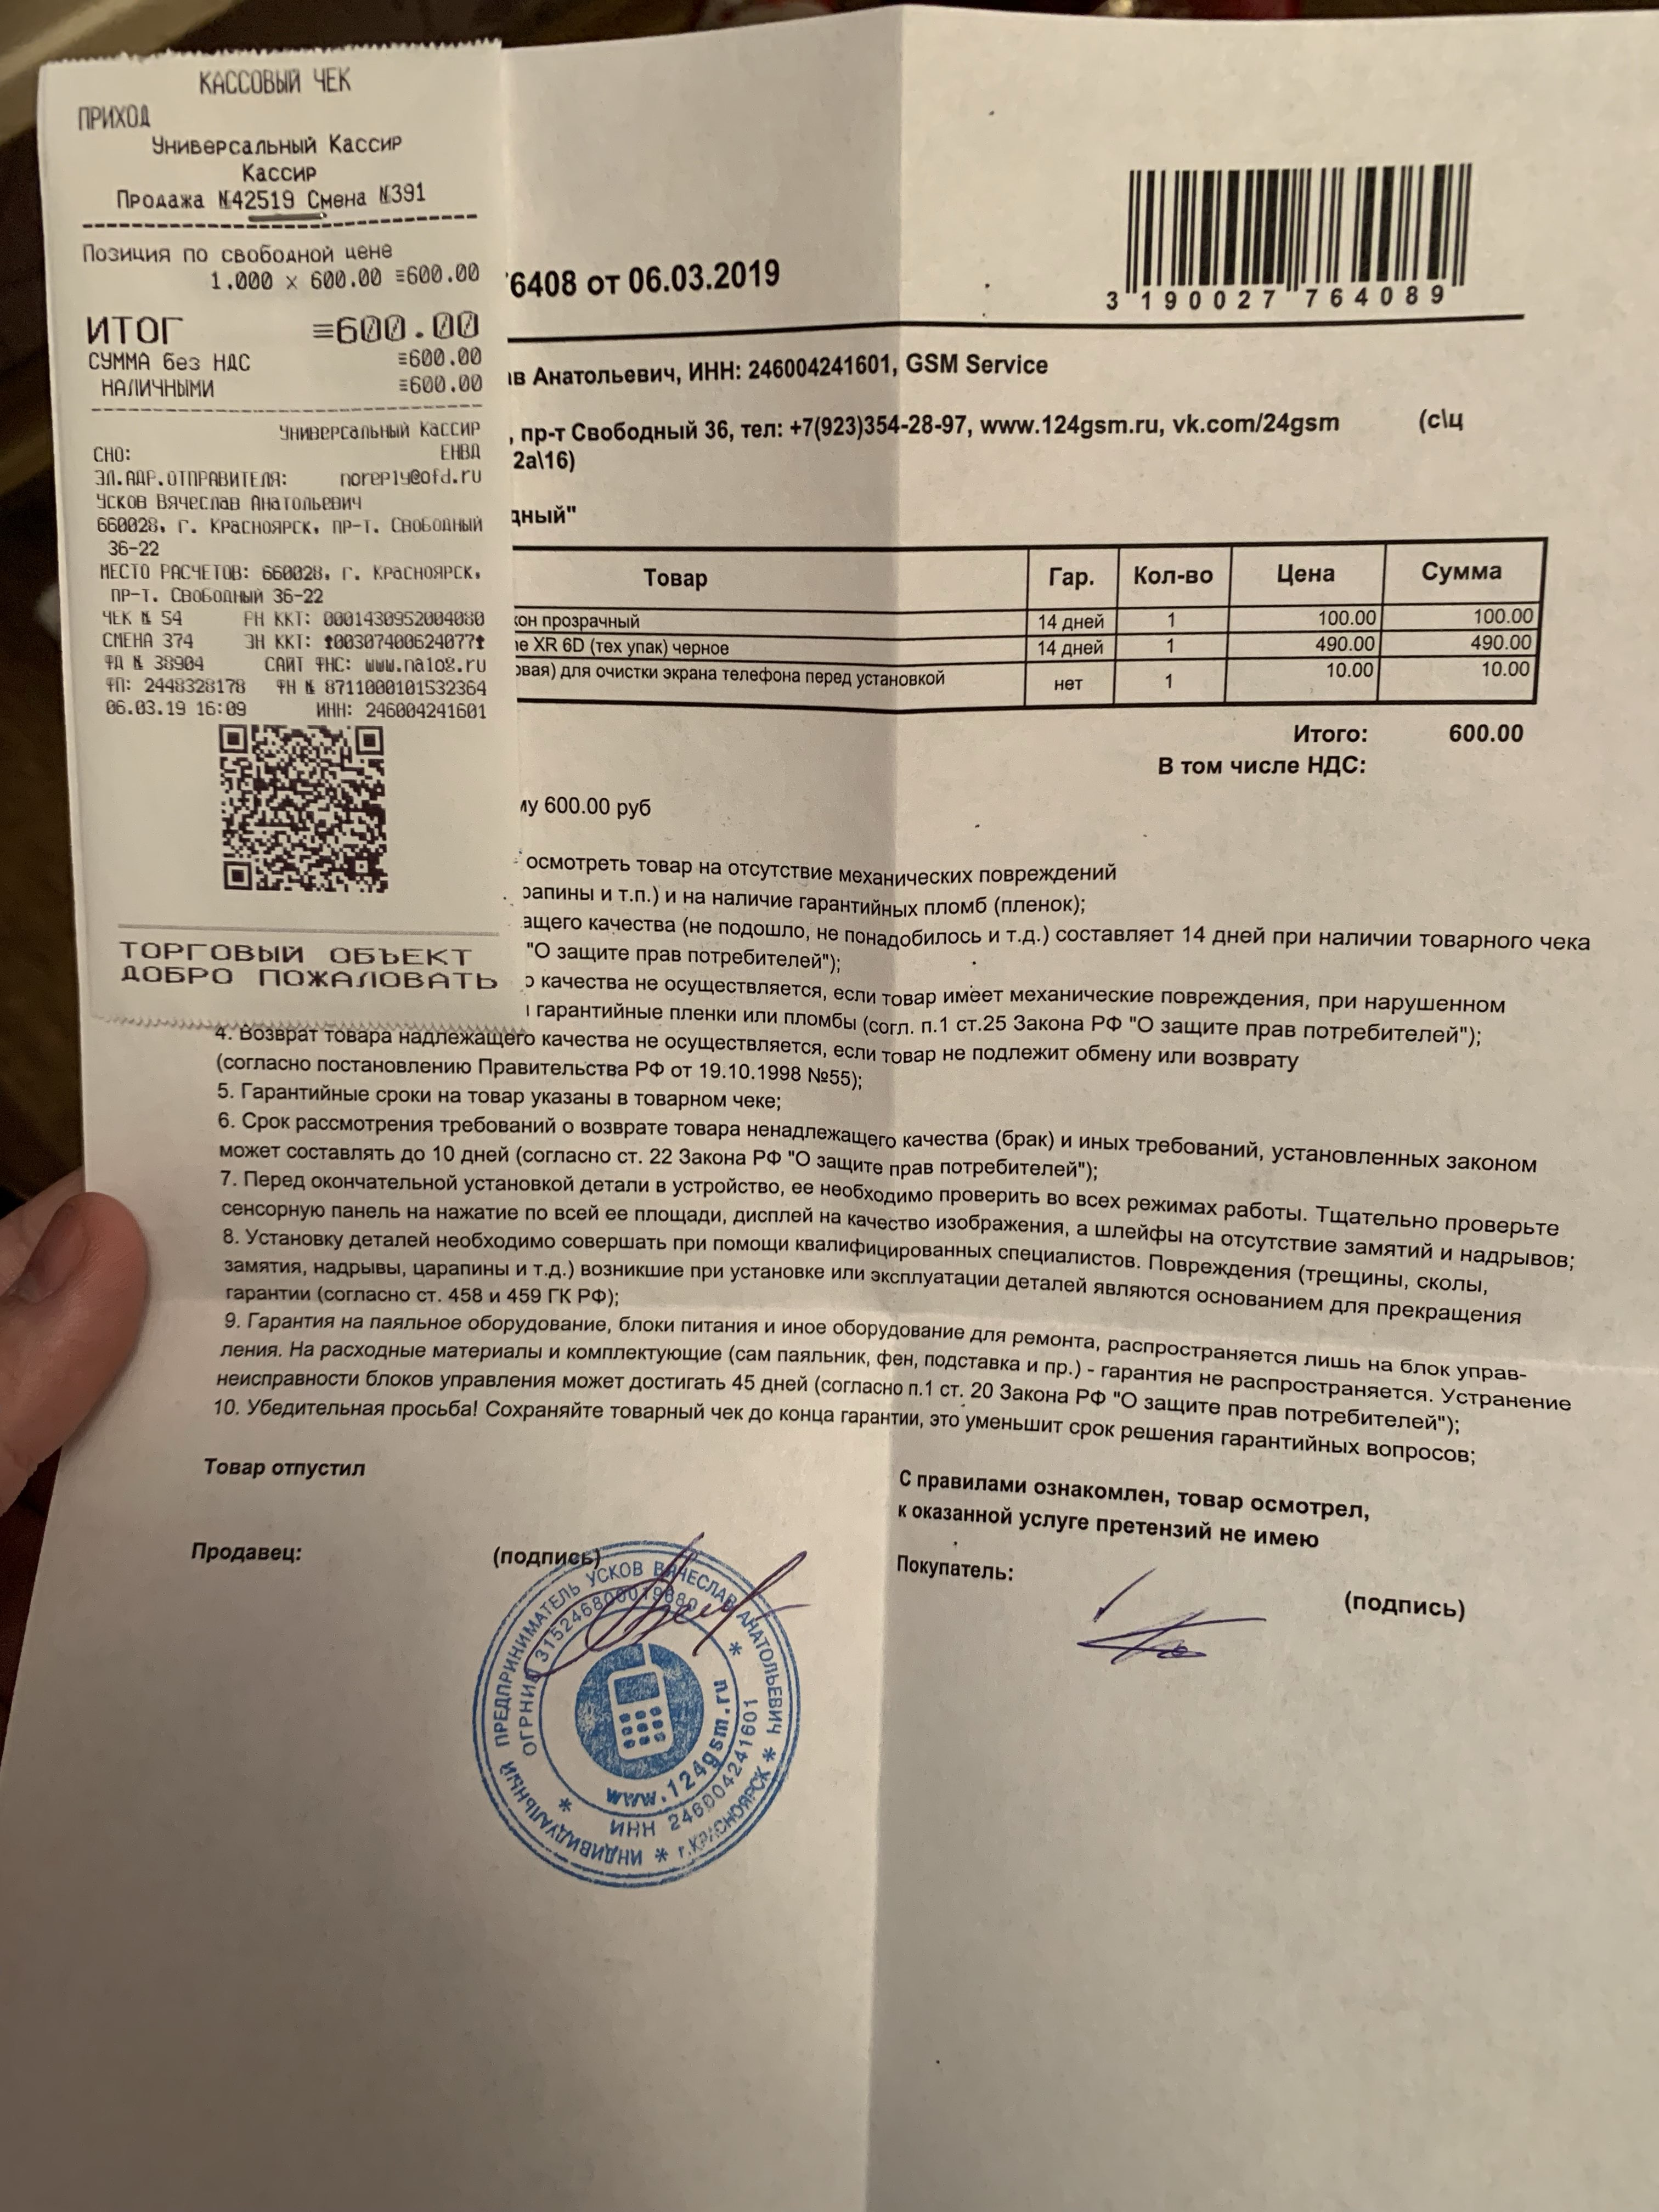 КАССОВЫЙ ЧЕК
ПРИХОД
Универсальный Кассир
Кассир
Продажа №42519 Смена №391
Позиция по свободной цене
1.000 x 600.00 ≡600.00
ИТОГ ≡600.00
СУММА без НДС ≡600.00
НАЛИЧНЫМИ ≡600.00
Универсальный Кассир
СНО: ЕНВД
ЭЛ.АДР.ОТПРАВИТЕЛЯ: noreply@ofd.ru
Усков Вячеслав Анатольевич
660028, г. Красноярск, пр-т. Свободный
36-22
МЕСТО РАСЧЕТОВ: 660028, г. Красноярск,
пр-т. Свободный 36-22
ЧЕК № 54 РН ККТ: 0001430952004080
СМЕНА 374 ЗН ККТ: ↑00307400624077↑
ФД № 38904 САЙТ ФНС: www.nalog.ru
ФП: 2448328178 ФН № 8711000101532364
06.03.19 16:09 ИНН: 246004241601
ТОРГОВЫЙ ОБЪЕКТ
ДОБРО ПОЖАЛОВАТЬ
6408 от 06.03.2019
3 190027 764089
ав Анатольевич, ИНН: 246004241601, GSM Service
, пр-т Свободный 36, тел: +7(923)354-28-97, www.124gsm.ru, vk.com/24gsm (с\ц
2а\16)
дный"
Товар Гар. Кол-во Цена Сумма
кон прозрачный 14 дней 1 100.00 100.00
ne XR 6D (тех упак) черное 14 дней 1 490.00 490.00
овая) для очистки экрана телефона перед установкой нет 1 10.00 10.00
Итого: 600.00
В том числе НДС:
му 600.00 руб
осмотреть товар на отсутствие механических повреждений
рапины и т.п.) и на наличие гарантийных пломб (пленок);
ащего качества (не подошло, не понадобилось и т.д.) составляет 14 дней при наличии товарного чека
"О защите прав потребителей");
о качества не осуществляется, если товар имеет механические повреждения, при нарушенном
гарантийные пленки или пломбы (согл. п.1 ст.25 Закона РФ "О защите прав потребителей");
4. Возврат товара надлежащего качества не осуществляется, если товар не подлежит обмену или возврату
(согласно постановлению Правительства РФ от 19.10.1998 №55);
5. Гарантийные сроки на товар указаны в товарном чеке;
6. Срок рассмотрения требований о возврате товара ненадлежащего качества (брак) и иных требований, установленных законом
может составлять до 10 дней (согласно ст. 22 Закона РФ "О защите прав потребителей");
7. Перед окончательной установкой детали в устройство, ее необходимо проверить во всех режимах работы. Тщательно проверьте
сенсорную панель на нажатие по всей ее площади, дисплей на качество изображения, а шлейфы на отсутствие замятий и надрывов;
8. Установку деталей необходимо совершать при помощи квалифицированных специалистов. Повреждения (трещины, сколы,
замятия, надрывы, царапины и т.д.) возникшие при установке или эксплуатации деталей являются основанием для прекращения
гарантии (согласно ст. 458 и 459 ГК РФ);
9. Гарантия на паяльное оборудование, блоки питания и иное оборудование для ремонта, распространяется лишь на блок управ-
ления. На расходные материалы и комплектующие (сам паяльник, фен, подставка и пр.) - гарантия не распространяется. Устранение
неисправности блоков управления может достигать 45 дней (согласно п.1 ст. 20 Закона РФ "О защите прав потребителей");
10. Убедительная просьба! Сохраняйте товарный чек до конца гарантии, это уменьшит срок решения гарантийных вопросов;
Товар отпустил
С правилами ознакомлен, товар осмотрел,
к оказанной услуге претензий не имею
Продавец: (подпись)
Покупатель: (подпись)
ИНДИВИДУАЛЬНЫЙ ПРЕДПРИНИМАТЕЛЬ УСКОВ ВЯЧЕСЛАВ АНАТОЛЬЕВИЧ * г.КРАСНОЯРСК *
ИНН 246004241601
www.124gsm.ru